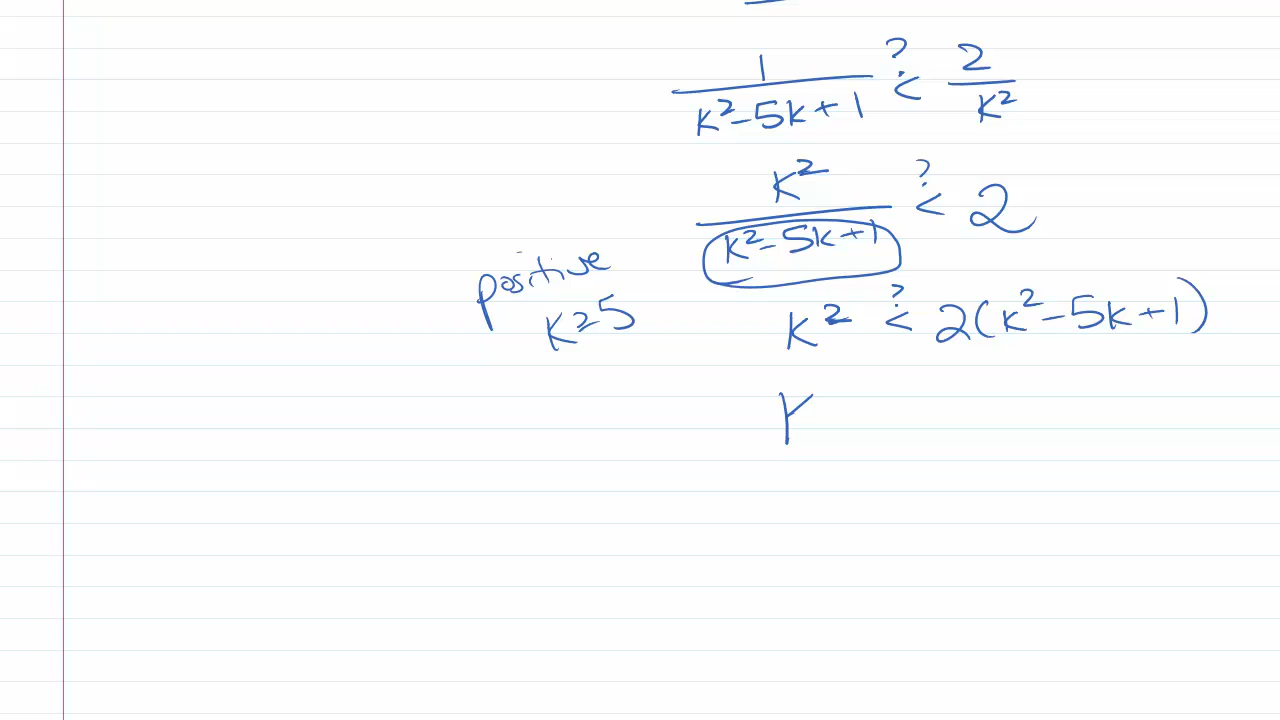 1 / (k² - 5k + 1) <? 2 / k²
k² / (k² - 5k + 1) <? 2
positive
k ≥ 5
k² <? 2(k² - 5k + 1)
k